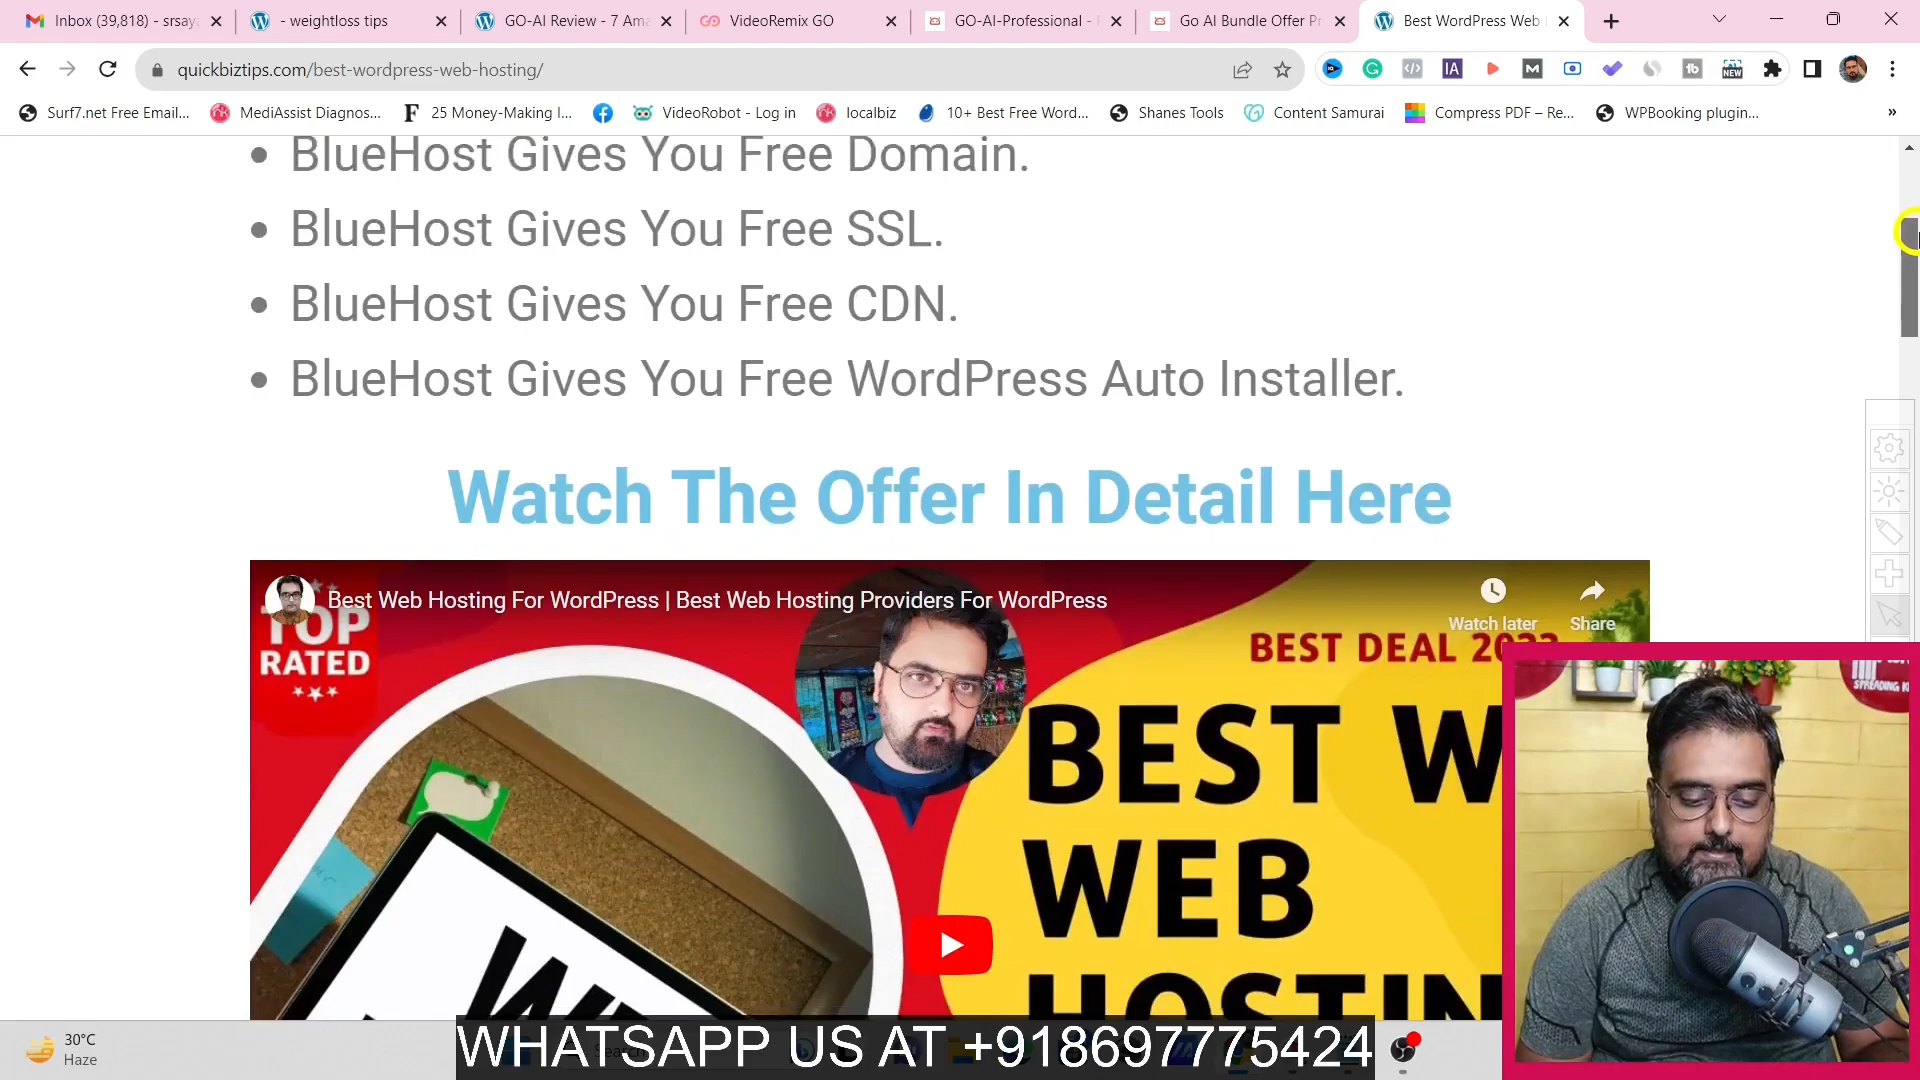 Inbox (39,818) - srsaya
- weightloss tips
GO-AI Review - 7 Ama
VideoRemix GO
GO-AI-Professional -
Go AI Bundle Offer Pr
Best WordPress Web
quickbiztips.com/best-wordpress-web-hosting/
IA
M
NEW
Surf7.net Free Email...
MediAssist Diagnos...
25 Money-Making I...
VideoRobot - Log in
localbiz
10+ Best Free Word...
Shanes Tools
Content Samurai
Compress PDF – Re...
WPBooking plugin...
»
• BlueHost Gives You Free Domain.
• BlueHost Gives You Free SSL.
• BlueHost Gives You Free CDN.
• BlueHost Gives You Free WordPress Auto Installer.
Watch The Offer In Detail Here
Best Web Hosting For WordPress | Best Web Hosting Providers For WordPress
Watch later
Share
TOP
RATED
BEST DEAL
BEST W
WEB
HOSTIN
30°C
Haze
WHATSAPP US AT +918697775424